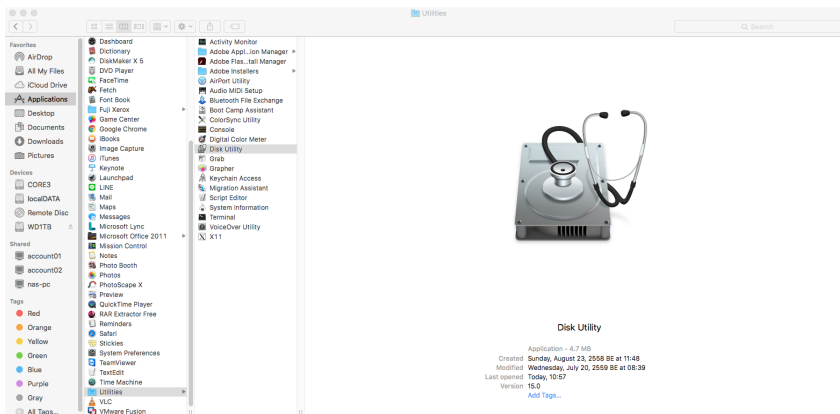 Utilities
Search
Favorites
AirDrop
All My Files
iCloud Drive
Applications
Desktop
Documents
Downloads
Pictures
Devices
CORE3
localDATA
Remote Disc
WD1TB
Shared
account01
account02
nas-pc
Tags
Red
Orange
Yellow
Green
Blue
Purple
Gray
All Tags...
Dashboard
Dictionary
DiskMaker X 5
DVD Player
FaceTime
Fetch
Font Book
Fuji Xerox
Game Center
Google Chrome
iBooks
Image Capture
iTunes
Keynote
Launchpad
LINE
Mail
Maps
Messages
Microsoft Lync
Microsoft Office 2011
Mission Control
Notes
Photo Booth
Photos
PhotoScape X
Preview
QuickTime Player
RAR Extractor Free
Reminders
Safari
Stickies
System Preferences
TeamViewer
TextEdit
Time Machine
Utilities
VLC
VMware Fusion
Activity Monitor
Adobe Appl...ion Manager
Adobe Flas...tall Manager
Adobe Installers
AirPort Utility
Audio MIDI Setup
Bluetooth File Exchange
Boot Camp Assistant
ColorSync Utility
Console
Digital Color Meter
Disk Utility
Grab
Grapher
Keychain Access
Migration Assistant
Script Editor
System Information
Terminal
VoiceOver Utility
X11
Disk Utility
Application - 4.7 MB
Created Sunday, August 23, 2558 BE at 11:48
Modified Wednesday, July 20, 2559 BE at 08:39
Last opened Today, 10:57
Version 15.0
Add Tags...